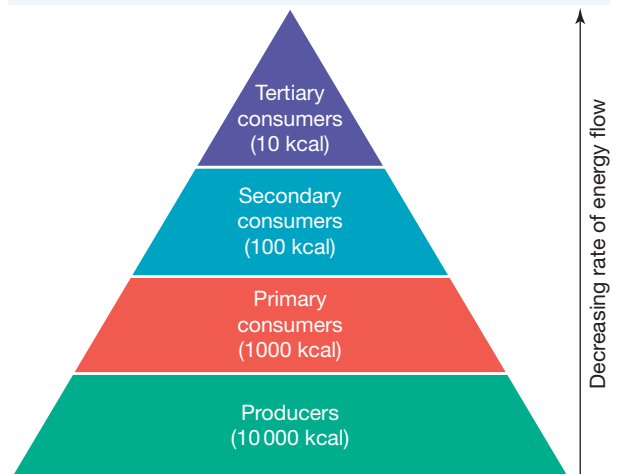 Tertiary
consumers
(10 kcal)
Secondary
consumers
(100 kcal)
Primary
consumers
(1000 kcal)
Producers
(10 000 kcal)
Decreasing rate of energy flow